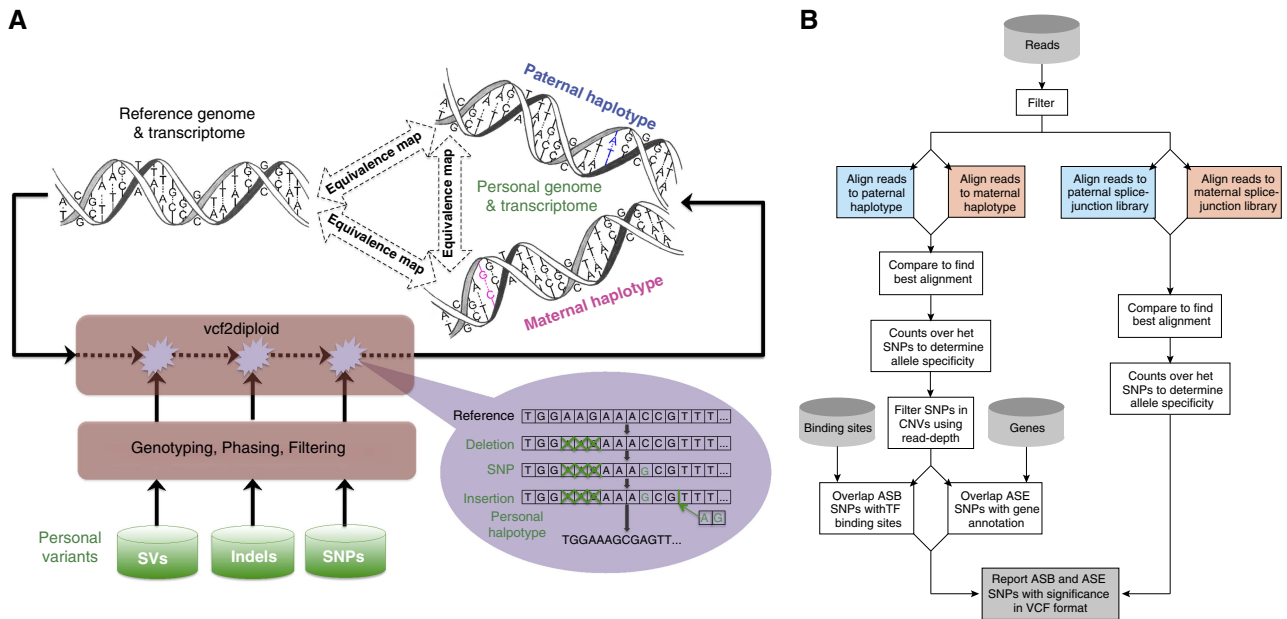 A
Reference genome
& transcriptome
Paternal haplotype
Equivalence map
Equivalence map
Equivalence map
Personal genome
& transcriptome
Maternal haplotype
vcf2diploid
Genotyping, Phasing, Filtering
Personal
variants
SVs
Indels
SNPs
Reference
TGGAAGAAACCGTTT...
Deletion
TGGAAGAAACCGTTT...
SNP
TGGAAGAAAGCGTTT...
Insertion
TGGAAGAAAGCGTTT...
AG
Personal
halpotype
TGGAAAGCGAGTT...
B
Reads
Filter
Align reads
to paternal
haplotype
Align reads
to maternal
haplotype
Align reads to
paternal splice-
junction library
Align reads to
maternal splice-
junction library
Compare to find
best alignment
Counts over het
SNPs to determine
allele specificity
Compare to find
best alignment
Counts over het
SNPs to determine
allele specificity
Binding sites
Filter SNPs in
CNVs using
read-depth
Genes
Overlap ASB
SNPs withTF
binding sites
Overlap ASE
SNPs with gene
annotation
Report ASB and ASE
SNPs with significance
in VCF format